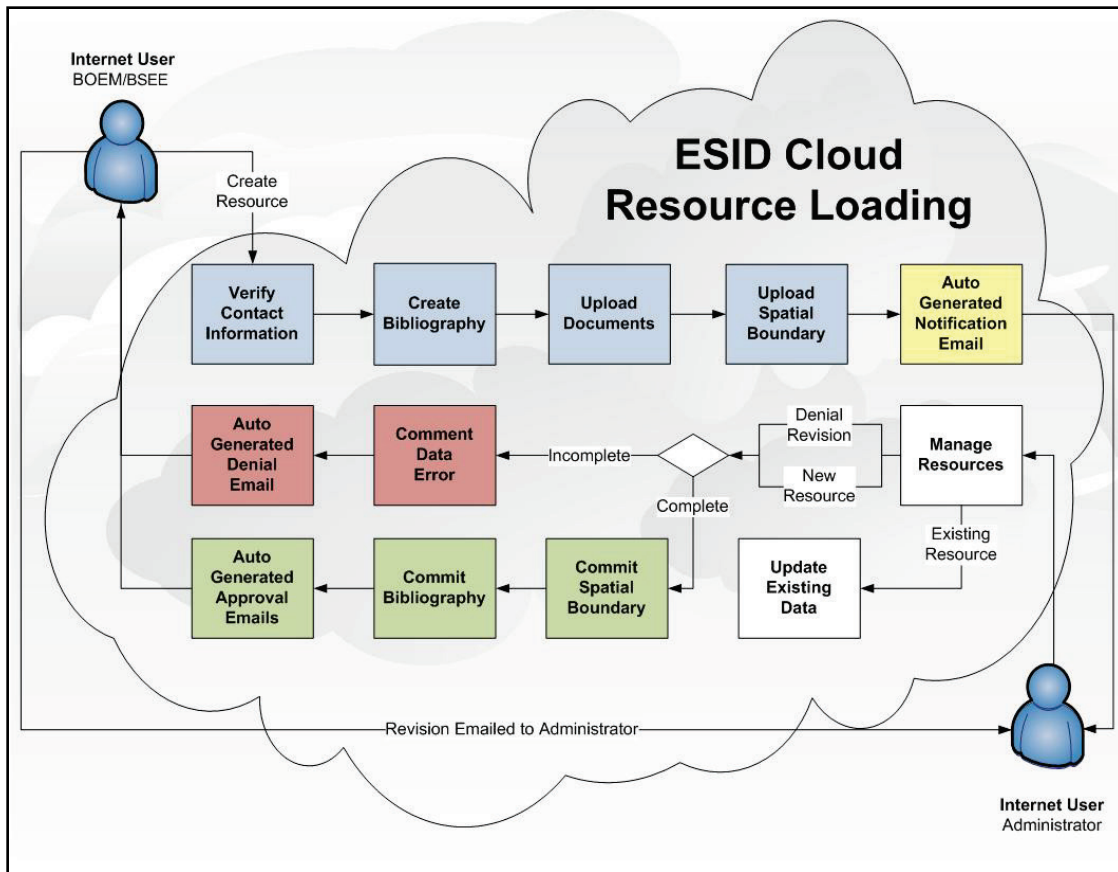 Internet User
BOEM/BSEE
ESID Cloud
Resource Loading
Create
Resource
Verify
Contact
Information
Create
Bibliography
Upload
Documents
Upload
Spatial
Boundary
Auto
Generated
Notification
Email
Auto
Generated
Denial
Email
Comment
Data
Error
Incomplete
Denial
Revision
New
Resource
Manage
Resources
Complete
Existing
Resource
Auto
Generated
Approval
Emails
Commit
Bibliography
Commit
Spatial
Boundary
Update
Existing
Data
Revision Emailed to Administrator
Internet User
Administrator